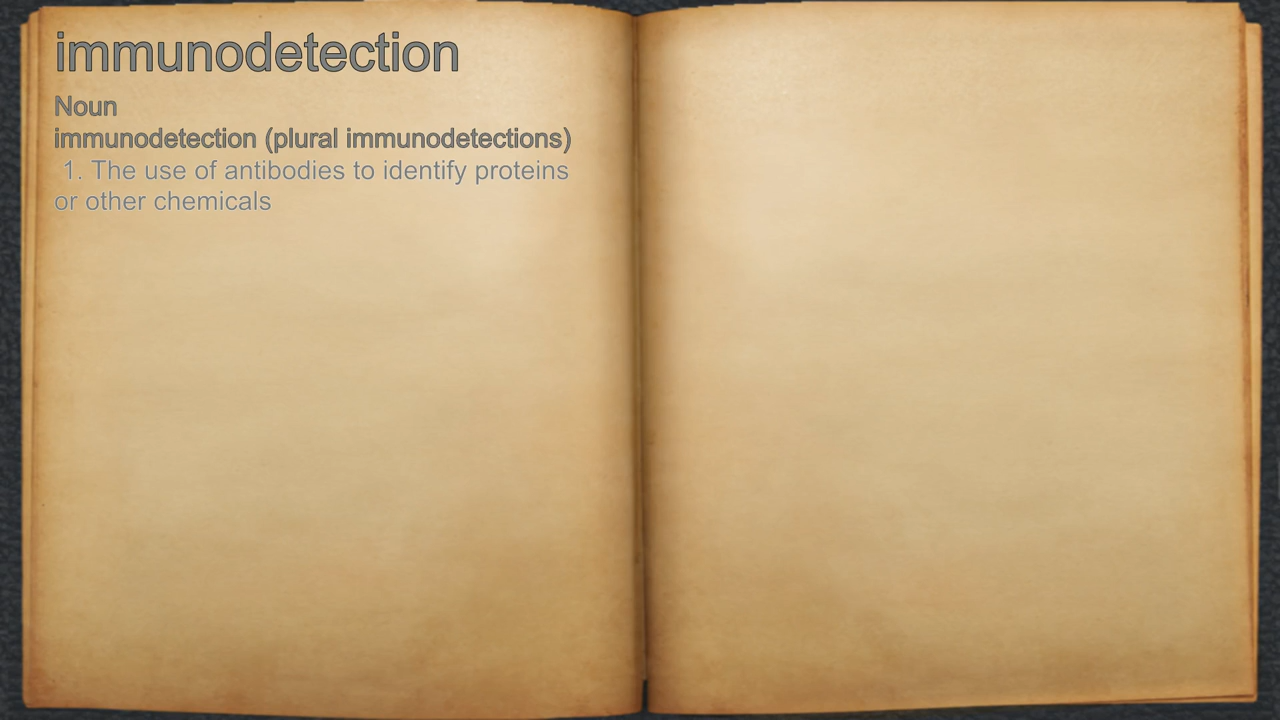 immunodetection
Noun
immunodetection (plural immunodetections)
1. The use of antibodies to identify proteins
or other chemicals